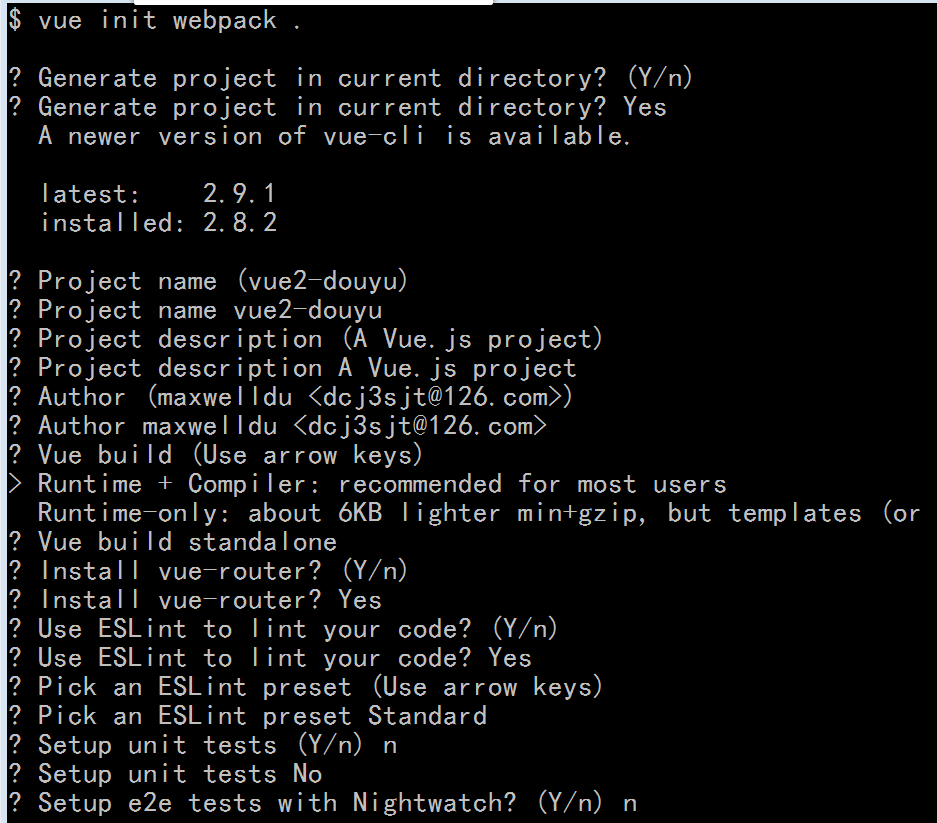 $ vue init webpack .
? Generate project in current directory? (Y/n)
? Generate project in current directory? Yes
A newer version of vue-cli is available.
latest: 2.9.1
installed: 2.8.2
? Project name (vue2-douyu)
? Project name vue2-douyu
? Project description (A Vue.js project)
? Project description A Vue.js project
? Author (maxwelldu <dcj3sjt@126.com>)
? Author maxwelldu <dcj3sjt@126.com>
? Vue build (Use arrow keys)
> Runtime + Compiler: recommended for most users
Runtime-only: about 6KB lighter min+gzip, but templates (or
? Vue build standalone
? Install vue-router? (Y/n)
? Install vue-router? Yes
? Use ESLint to lint your code? (Y/n)
? Use ESLint to lint your code? Yes
? Pick an ESLint preset (Use arrow keys)
? Pick an ESLint preset Standard
? Setup unit tests (Y/n) n
? Setup unit tests No
? Setup e2e tests with Nightwatch? (Y/n) n